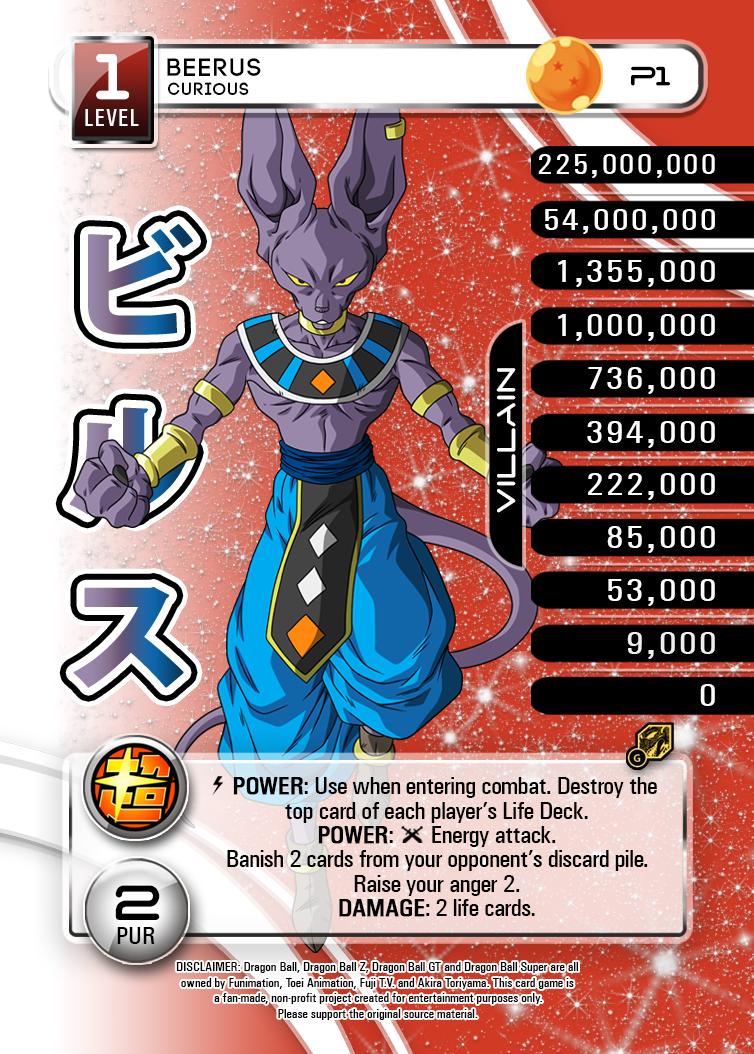 1
LEVEL
BEERUS
CURIOUS
P1
225,000,000
54,000,000
1,355,000
1,000,000
736,000
394,000
222,000
85,000
53,000
9,000
0
VILLAIN
ビルス
超
G
2
PUR
POWER: Use when entering combat. Destroy the
top card of each player's Life Deck.
POWER: Energy attack.
Banish 2 cards from your opponent's discard pile.
Raise your anger 2.
DAMAGE: 2 life cards.
DISCLAIMER: Dragon Ball, Dragon Ball Z, Dragon Ball GT and Dragon Ball Super are all
owned by Funimation, Toei Animation, Fuji T.V. and Akira Toriyama. This card game is
a fan-made, non-profit project created for entertainment purposes only.
Please support the original source material.